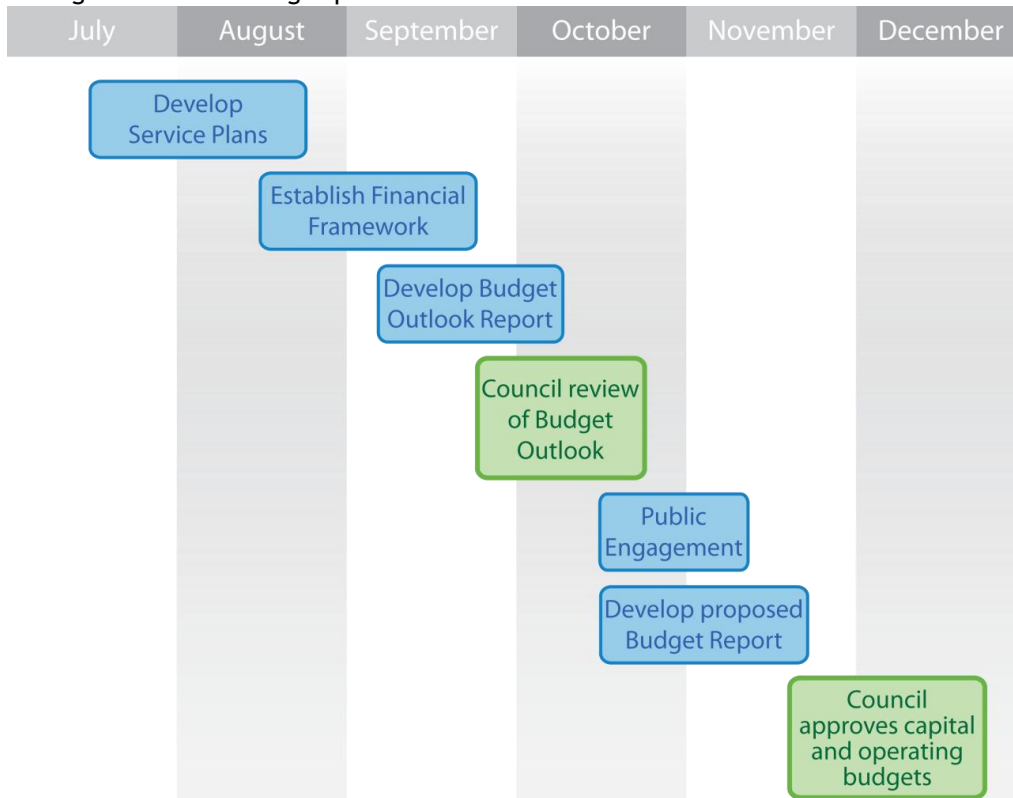 July August September October November December
Develop
Service Plans
Establish Financial
Framework
Develop Budget
Outlook Report
Council review
of Budget
Outlook
Public
Engagement
Develop proposed
Budget Report
Council
approves capital
and operating
budgets